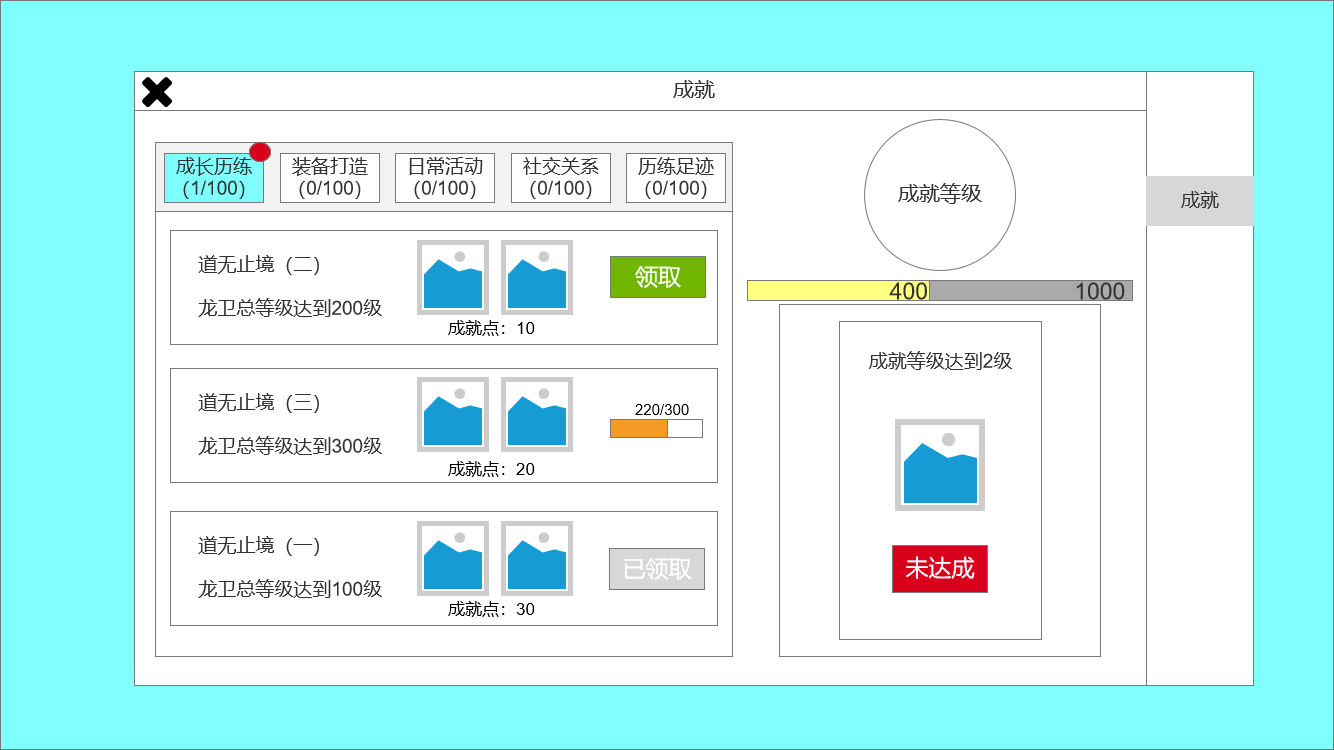 成就
成长历练
(1/100)
装备打造
(0/100)
日常活动
(0/100)
社交关系
(0/100)
历练足迹
(0/100)
道无止境（二）
龙卫总等级达到200级
成就点：10
领取
道无止境（三）
龙卫总等级达到300级
成就点：20
220/300
道无止境（一）
龙卫总等级达到100级
成就点：30
已领取
成就等级
400
1000
成就等级达到2级
未达成
成就